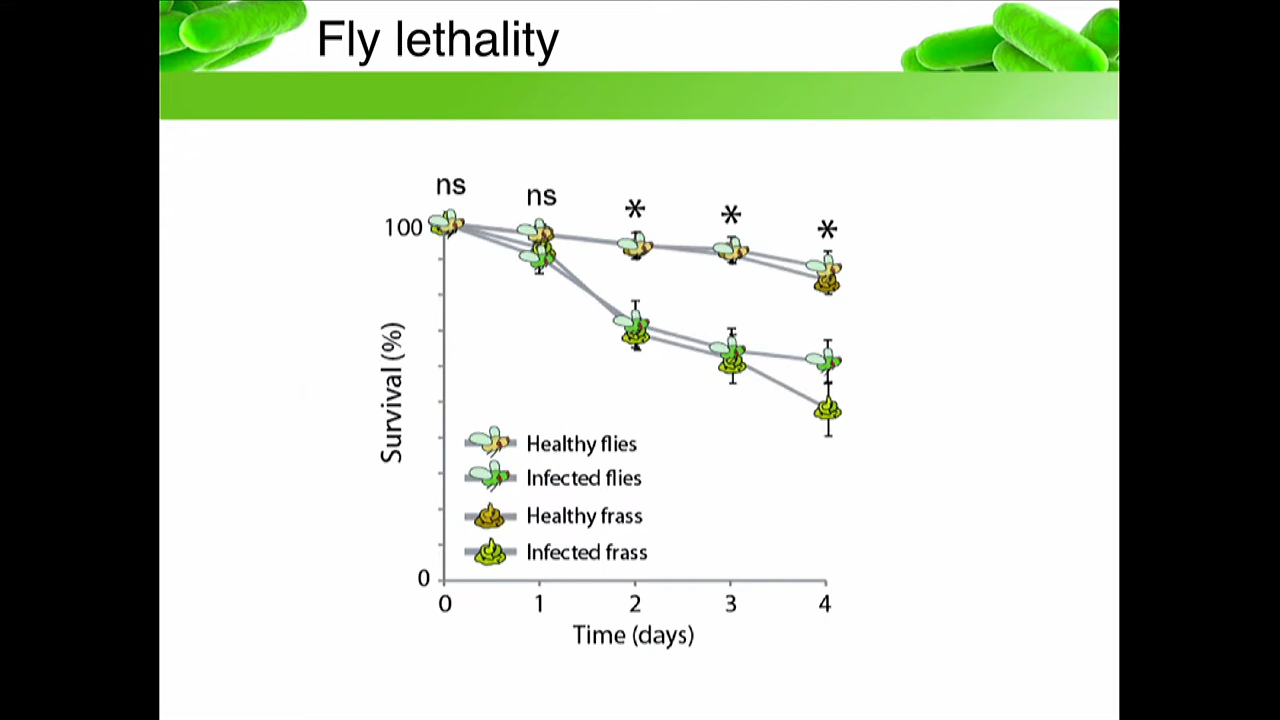 Fly lethality
ns
ns
*
*
*
100
0
Survival (%)
Healthy flies
Infected flies
Healthy frass
Infected frass
0 1 2 3 4
Time (days)